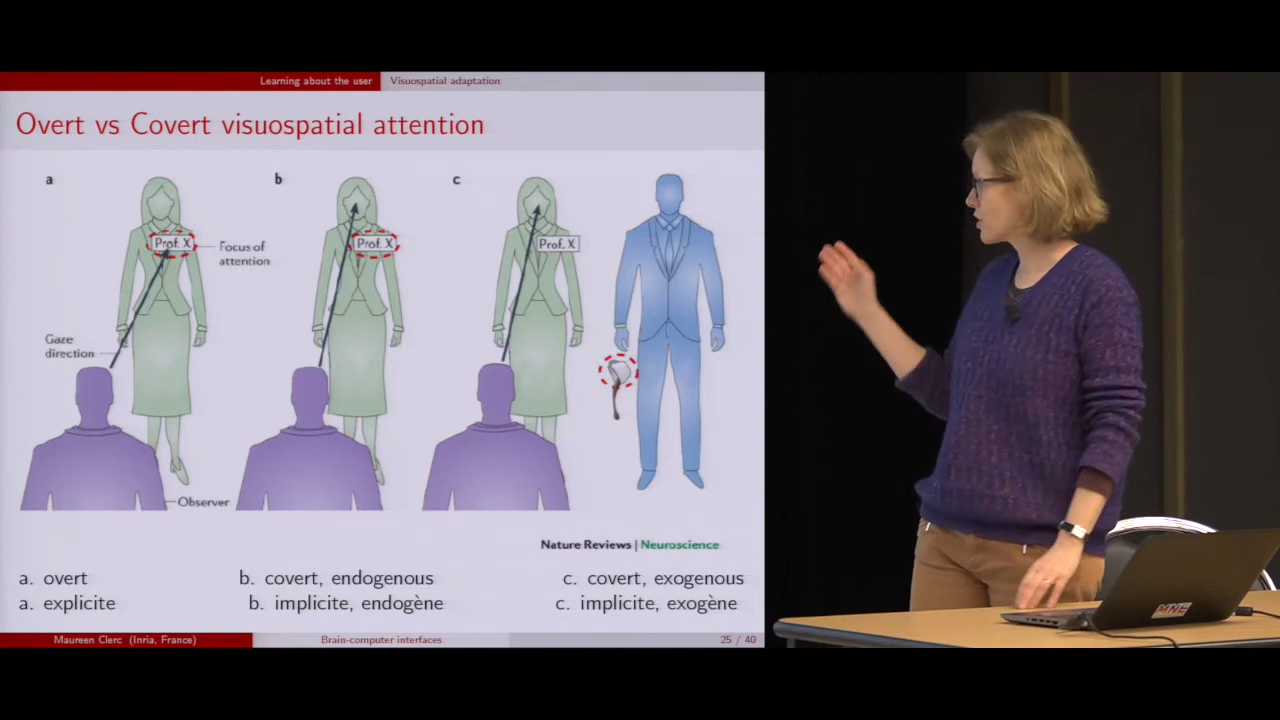 Learning about the user
Visuospatial adaptation
Overt vs Covert visuospatial attention
a
b
c
Prof. X
Prof. X
Prof. X
Focus of
attention
Gaze
direction
Observer
Nature Reviews | Neuroscience
a. overt
b. covert, endogenous
c. covert, exogenous
a. explicite
b. implicite, endogène
c. implicite, exogène
Maureen Clerc (Inria, France)
Brain-computer interfaces
25 / 40
MNE